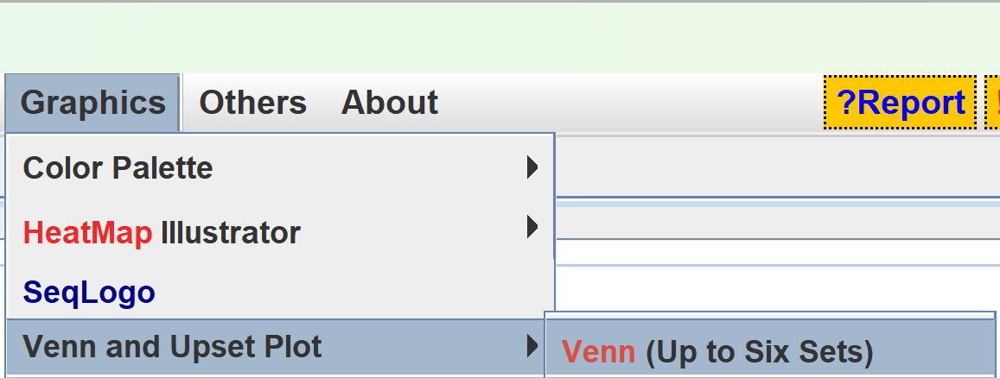 Graphics Others About ?Report
Color Palette
HeatMap Illustrator
SeqLogo
Venn and Upset Plot
Venn (Up to Six Sets)